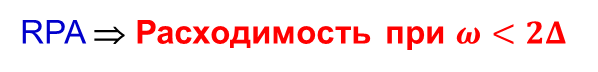 RPA ⇒ Расходимость при 𝝎 < 𝟐𝚫